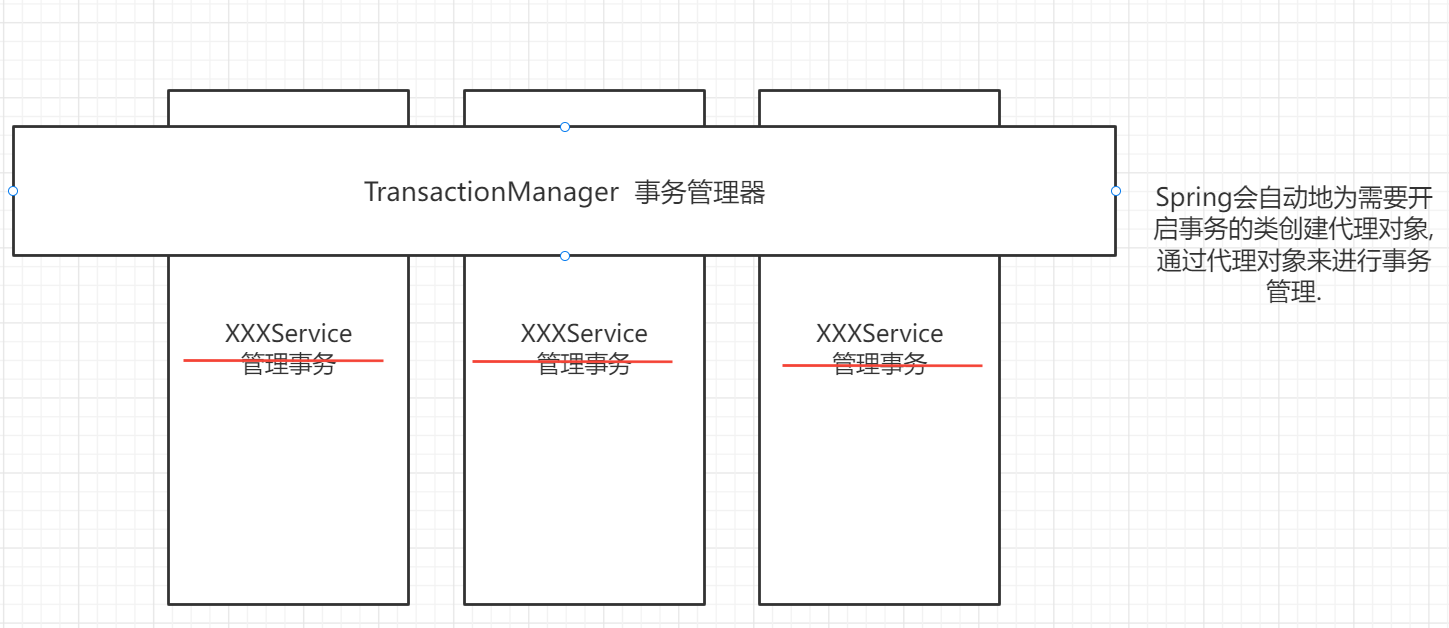 TransactionManager 事务管理器
Spring会自动地为需要开
启事务的类创建代理对象,
通过代理对象来进行事务
管理.
XXXService
管理事务
XXXService
管理事务
XXXService
管理事务